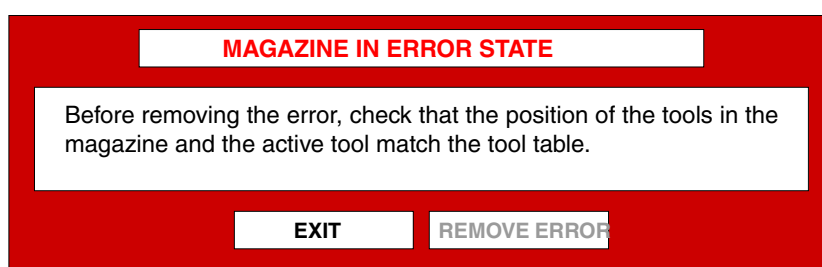 MAGAZINE IN ERROR STATE
Before removing the error, check that the position of the tools in the
magazine and the active tool match the tool table.
EXIT
REMOVE ERROR